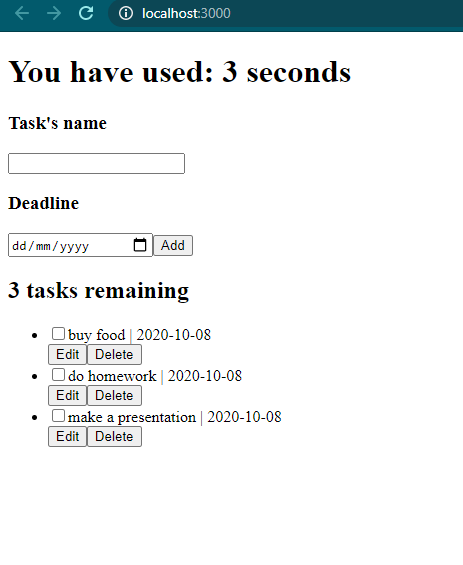 localhost:3000
You have used: 3 seconds
Task's name
Deadline
dd/mm/yyyy Add
3 tasks remaining
buy food | 2020-10-08
Edit Delete
do homework | 2020-10-08
Edit Delete
make a presentation | 2020-10-08
Edit Delete